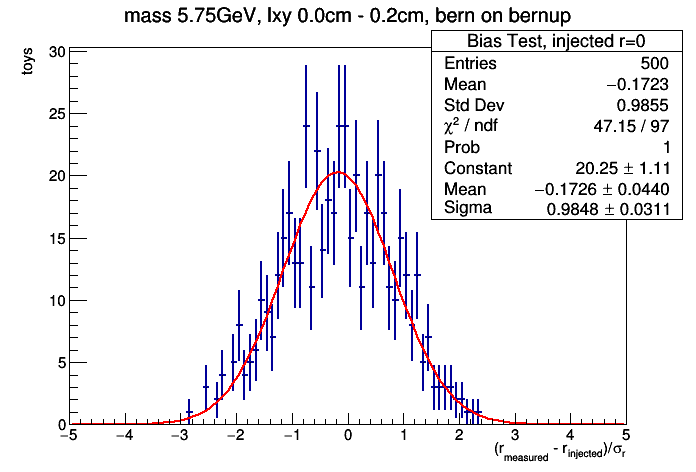 mass 5.75GeV, lxy 0.0cm - 0.2cm, bern on bernup
Bias Test, injected r=0
Entries 500
Mean −0.1723
Std Dev 0.9855
χ² / ndf 47.15 / 97
Prob 1
Constant 20.25 ± 1.11
Mean −0.1726 ± 0.0440
Sigma 0.9848 ± 0.0311
toys
30
25
20
15
10
5
0
−5 −4 −3 −2 −1 0 1 2 3 4 5
(r_measured - r_injected)/σ_r